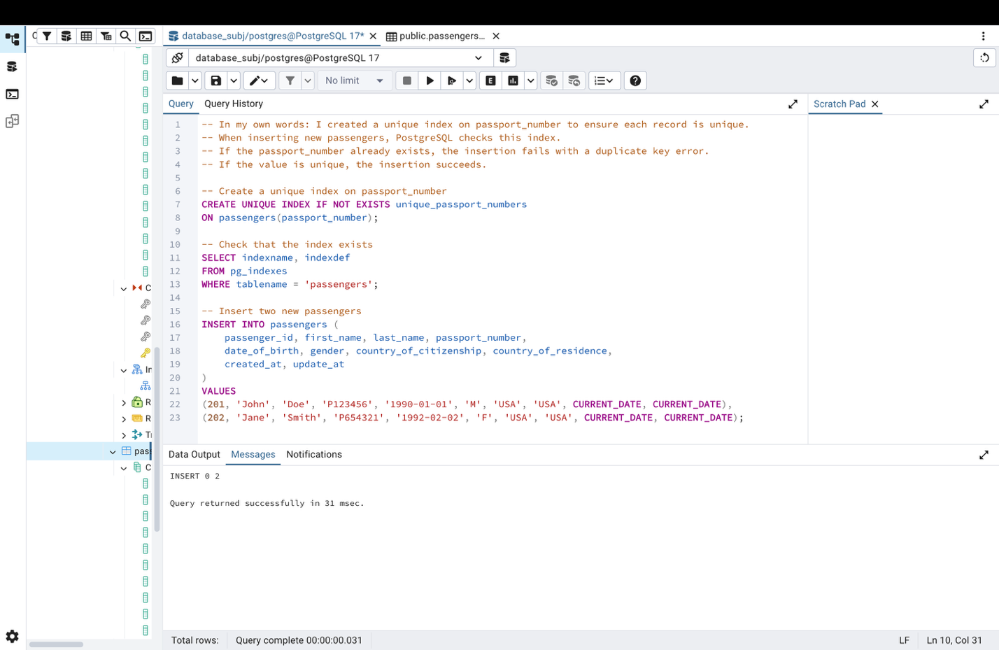 database_subj/postgres@PostgreSQL 17*
public.passengers...
database_subj/postgres@PostgreSQL 17
No limit
E
Query
Query History
Scratch Pad
1 -- In my own words: I created a unique index on passport_number to ensure each record is unique.
2 -- When inserting new passengers, PostgreSQL checks this index.
3 -- If the passport_number already exists, the insertion fails with a duplicate key error.
4 -- If the value is unique, the insertion succeeds.
5
6 -- Create a unique index on passport_number
7 CREATE UNIQUE INDEX IF NOT EXISTS unique_passport_numbers
8 ON passengers(passport_number);
9
10 -- Check that the index exists
11 SELECT indexname, indexdef
12 FROM pg_indexes
13 WHERE tablename = 'passengers';
14
15 -- Insert two new passengers
16 INSERT INTO passengers (
17 passenger_id, first_name, last_name, passport_number,
18 date_of_birth, gender, country_of_citizenship, country_of_residence,
19 created_at, update_at
20 )
21 VALUES
22 (201, 'John', 'Doe', 'P123456', '1990-01-01', 'M', 'USA', 'USA', CURRENT_DATE, CURRENT_DATE),
23 (202, 'Jane', 'Smith', 'P654321', '1992-02-02', 'F', 'USA', 'USA', CURRENT_DATE, CURRENT_DATE);
C
In
R
R
Tr
pas
C
Data Output
Messages
Notifications
INSERT 0 2
Query returned successfully in 31 msec.
Total rows:
Query complete 00:00:00.031
LF
Ln 10, Col 31